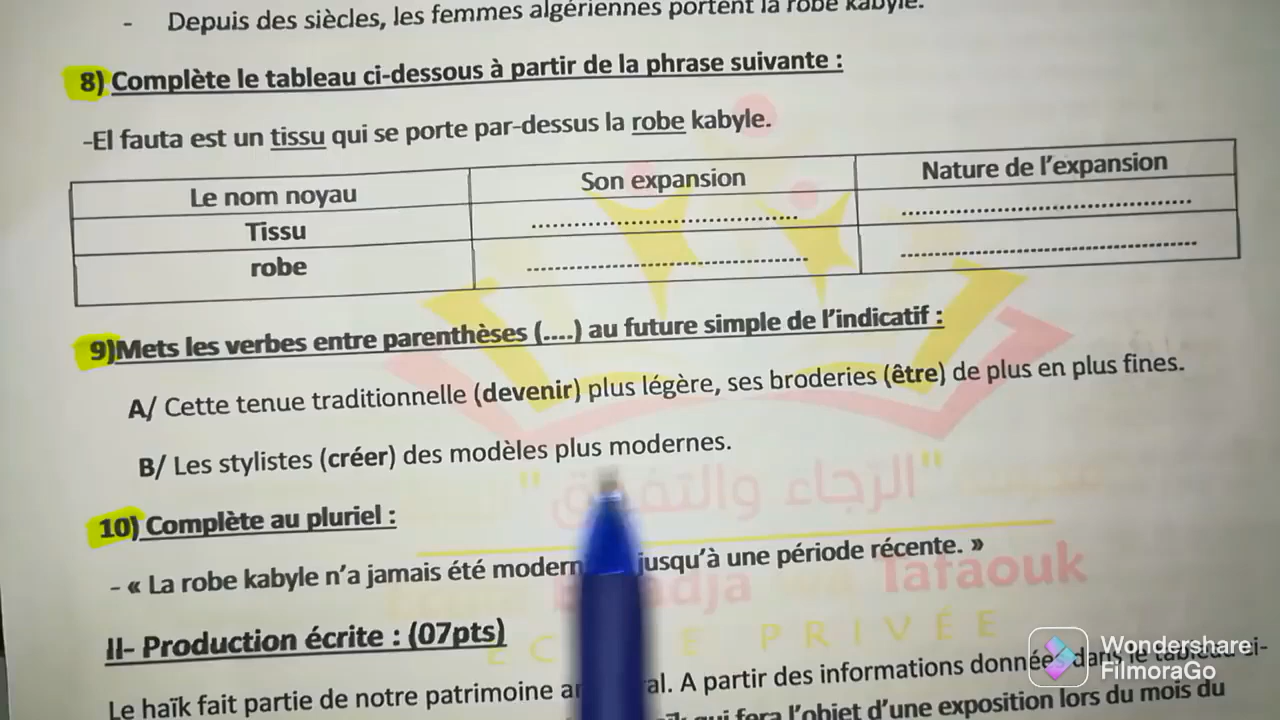 - Depuis des siècles, les femmes algériennes portent la robe kabyle.
8) Complète le tableau ci-dessous à partir de la phrase suivante :
-El fauta est un tissu qui se porte par-dessus la robe kabyle.
Le nom noyau Son expansion Nature de l'expansion
Tissu ........................................ ........................................
robe ........................................ ........................................
9)Mets les verbes entre parenthèses (....) au future simple de l'indicatif :
A/ Cette tenue traditionnelle (devenir) plus légère, ses broderies (être) de plus en plus fines.
B/ Les stylistes (créer) des modèles plus modernes.
"الرجاء والتفوق"
10) Complète au pluriel :
- « La robe kabyle n'a jamais été modern jusqu'à une période récente. »
Tafaouk
ÉCOLE PRIVÉE
II- Production écrite : (07pts)
Wondershare
FilmoraGo
Le haïk fait partie de notre patrimoine al. A partir des informations données dans le tableau ci-
qui fera l'objet d'une exposition lors du mois du